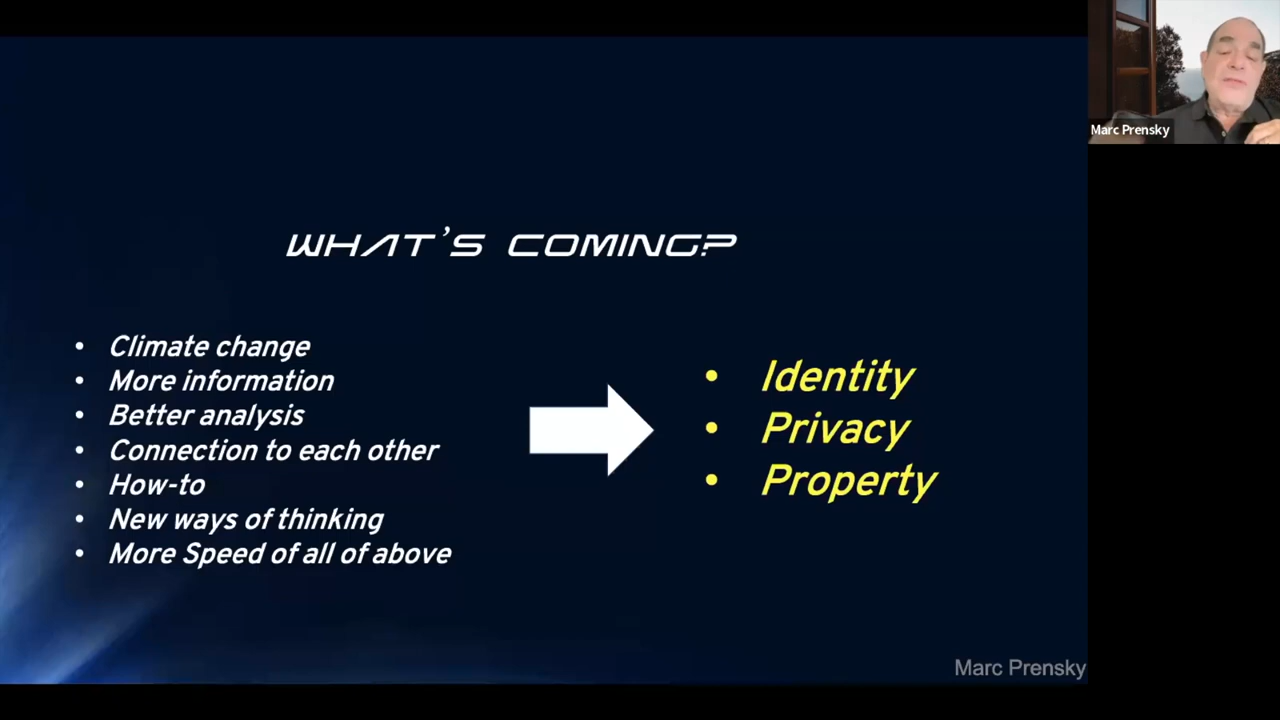 Marc Prensky
WHAT'S COMING?
• Climate change
• More information
• Better analysis
• Connection to each other
• How-to
• New ways of thinking
• More Speed of all of above
• Identity
• Privacy
• Property
Marc Prensky